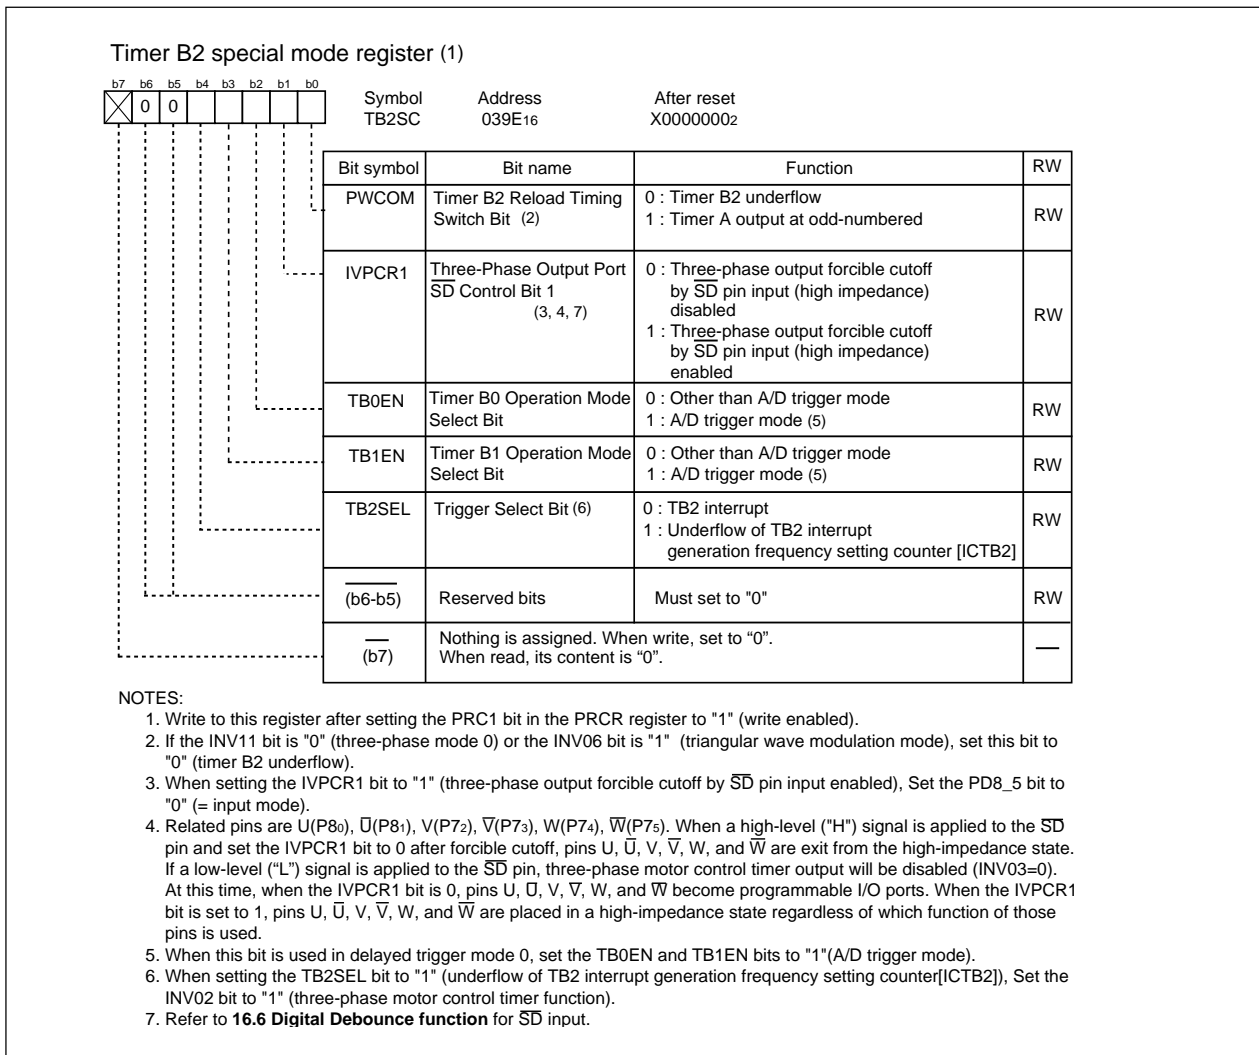 Timer B2 special mode register (1)
b7 b6 b5 b4 b3 b2 b1 b0
0 0
Symbol Address After reset
TB2SC 039E16 X00000002
Bit symbol Bit name Function RW
PWCOM Timer B2 Reload Timing Switch Bit (2) 0 : Timer B2 underflow
1 : Timer A output at odd-numbered RW
IVPCR1 Three-Phase Output Port
S̅D̅ Control Bit 1
(3, 4, 7)
0 : Three-phase output forcible cutoff
by S̅D̅ pin input (high impedance)
disabled
1 : Three-phase output forcible cutoff
by S̅D̅ pin input (high impedance)
enabled
RW
TB0EN Timer B0 Operation Mode
Select Bit
0 : Other than A/D trigger mode
1 : A/D trigger mode (5)
RW
TB1EN Timer B1 Operation Mode
Select Bit
0 : Other than A/D trigger mode
1 : A/D trigger mode (5)
RW
TB2SEL Trigger Select Bit (6)
0 : TB2 interrupt
1 : Underflow of TB2 interrupt
generation frequency setting counter [ICTB2]
RW
(b6-b5) Reserved bits Must set to "0" RW
(b7)
Nothing is assigned. When write, set to “0”.
When read, its content is “0”.
—
NOTES:
1. Write to this register after setting the PRC1 bit in the PRCR register to "1" (write enabled).
2. If the INV11 bit is "0" (three-phase mode 0) or the INV06 bit is "1" (triangular wave modulation mode), set this bit to
"0" (timer B2 underflow).
3. When setting the IVPCR1 bit to "1" (three-phase output forcible cutoff by S̅D̅ pin input enabled), Set the PD8_5 bit to
"0" (= input mode).
4. Related pins are U(P80), U̅(P81), V(P72), V̅(P73), W(P74), W̅(P75). When a high-level ("H") signal is applied to the S̅D̅
pin and set the IVPCR1 bit to 0 after forcible cutoff, pins U, U̅, V, V̅, W, and W̅ are exit from the high-impedance state.
If a low-level (“L”) signal is applied to the S̅D̅ pin, three-phase motor control timer output will be disabled (INV03=0).
At this time, when the IVPCR1 bit is 0, pins U, U̅, V, V̅, W, and W̅ become programmable I/O ports. When the IVPCR1
bit is set to 1, pins U, U̅, V, V̅, W, and W̅ are placed in a high-impedance state regardless of which function of those
pins is used.
5. When this bit is used in delayed trigger mode 0, set the TB0EN and TB1EN bits to "1"(A/D trigger mode).
6. When setting the TB2SEL bit to "1" (underflow of TB2 interrupt generation frequency setting counter[ICTB2]), Set the
INV02 bit to "1" (three-phase motor control timer function).
7. Refer to 16.6 Digital Debounce function for S̅D̅ input.